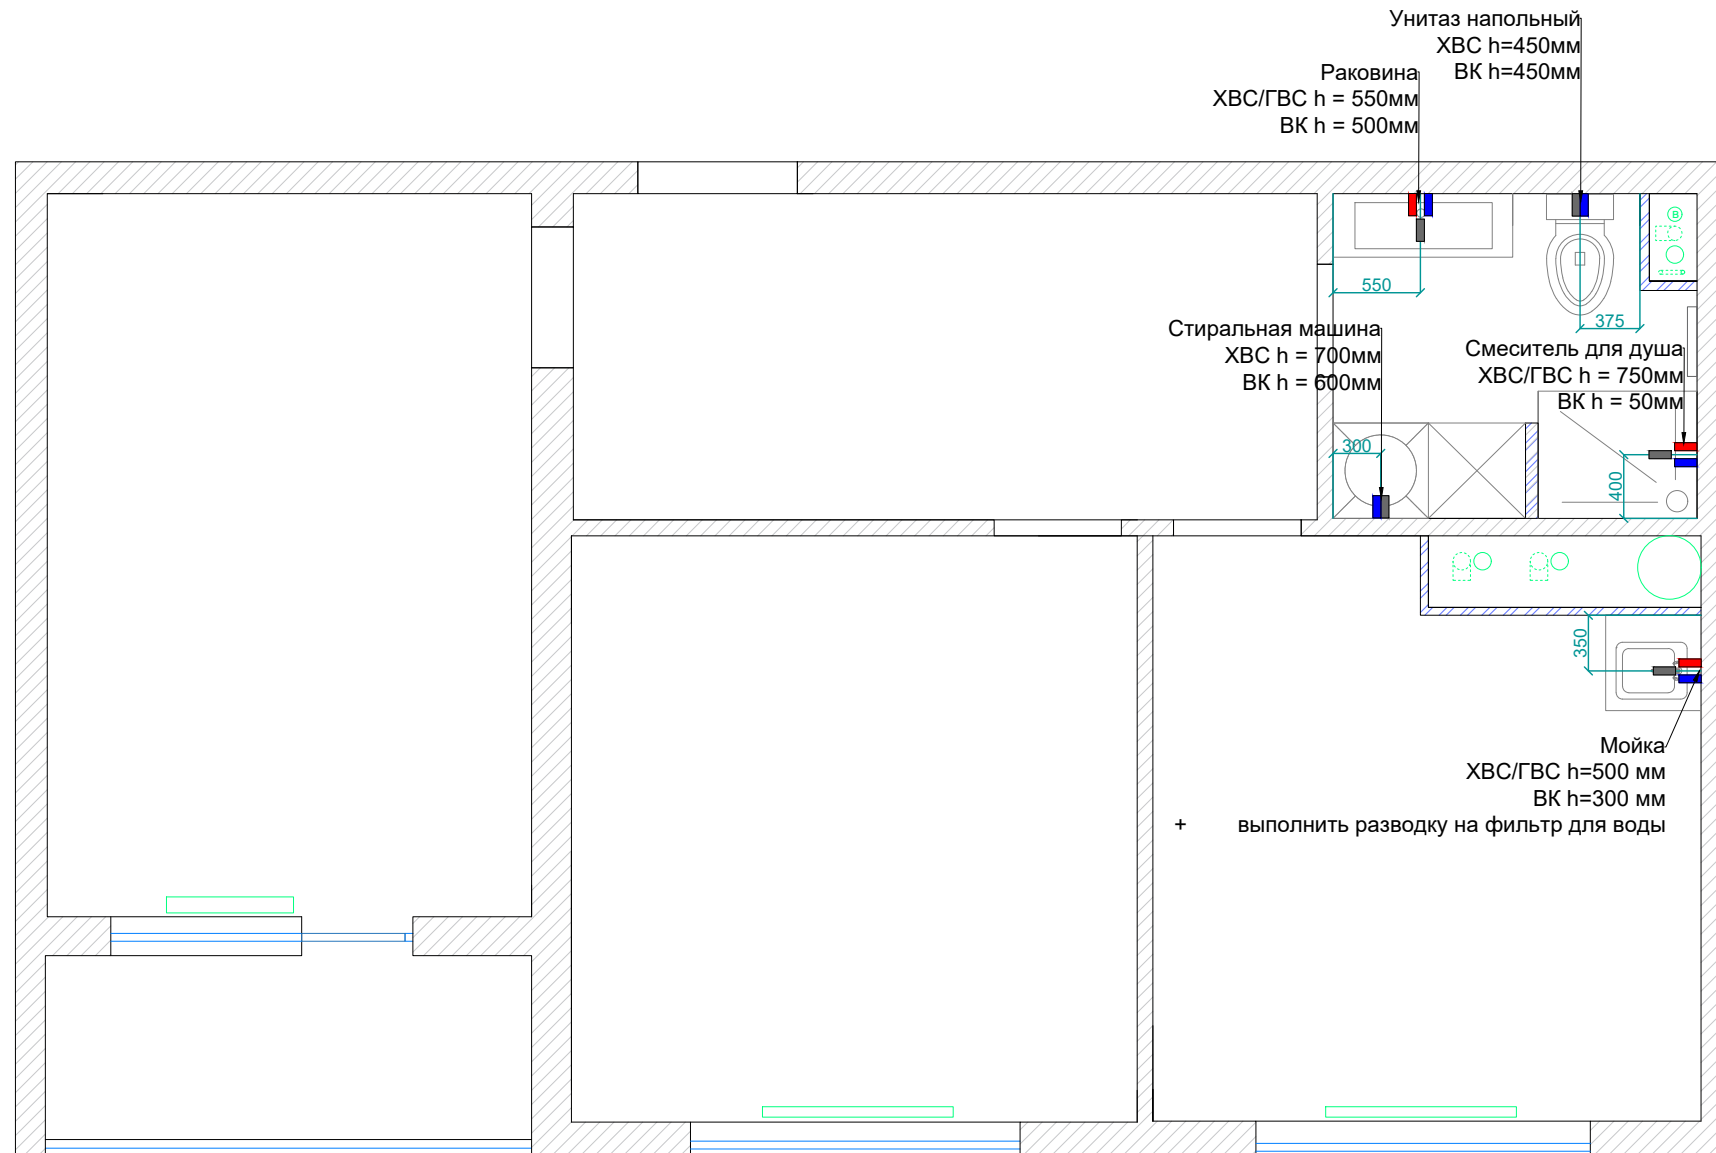 Унитаз напольный
ХВС h=450мм
ВК h=450мм
Раковина
ХВС/ГВС h = 550мм
ВК h = 500мм
В
550
375
Стиральная машина
ХВС h = 700мм
ВК h = 600мм
Смеситель для душа
ХВС/ГВС h = 750мм
ВК h = 50мм
300
400
350
Мойка
ХВС/ГВС h=500 мм
ВК h=300 мм
+ выполнить разводку на фильтр для воды